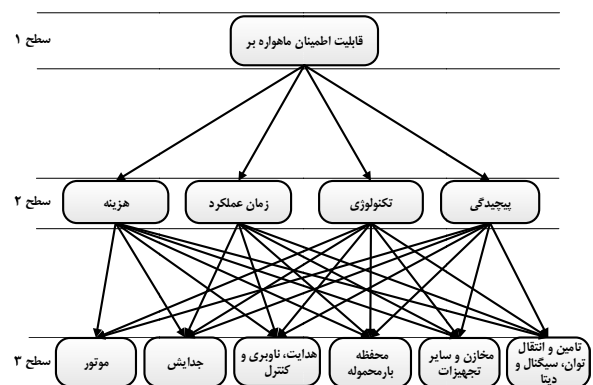 سطح ۱
قابلیت اطمینان ماهواره بر
سطح ۲
پیچیدگی
تکنولوژی
زمان عملکرد
هزینه
سطح ۳
تامین و انتقال
توان، سیگنال و
دیتا
مخازن و سایر
تجهیزات
محفظه
بارمحموله
هدایت، ناوبری و
کنترل
جدایش
موتور